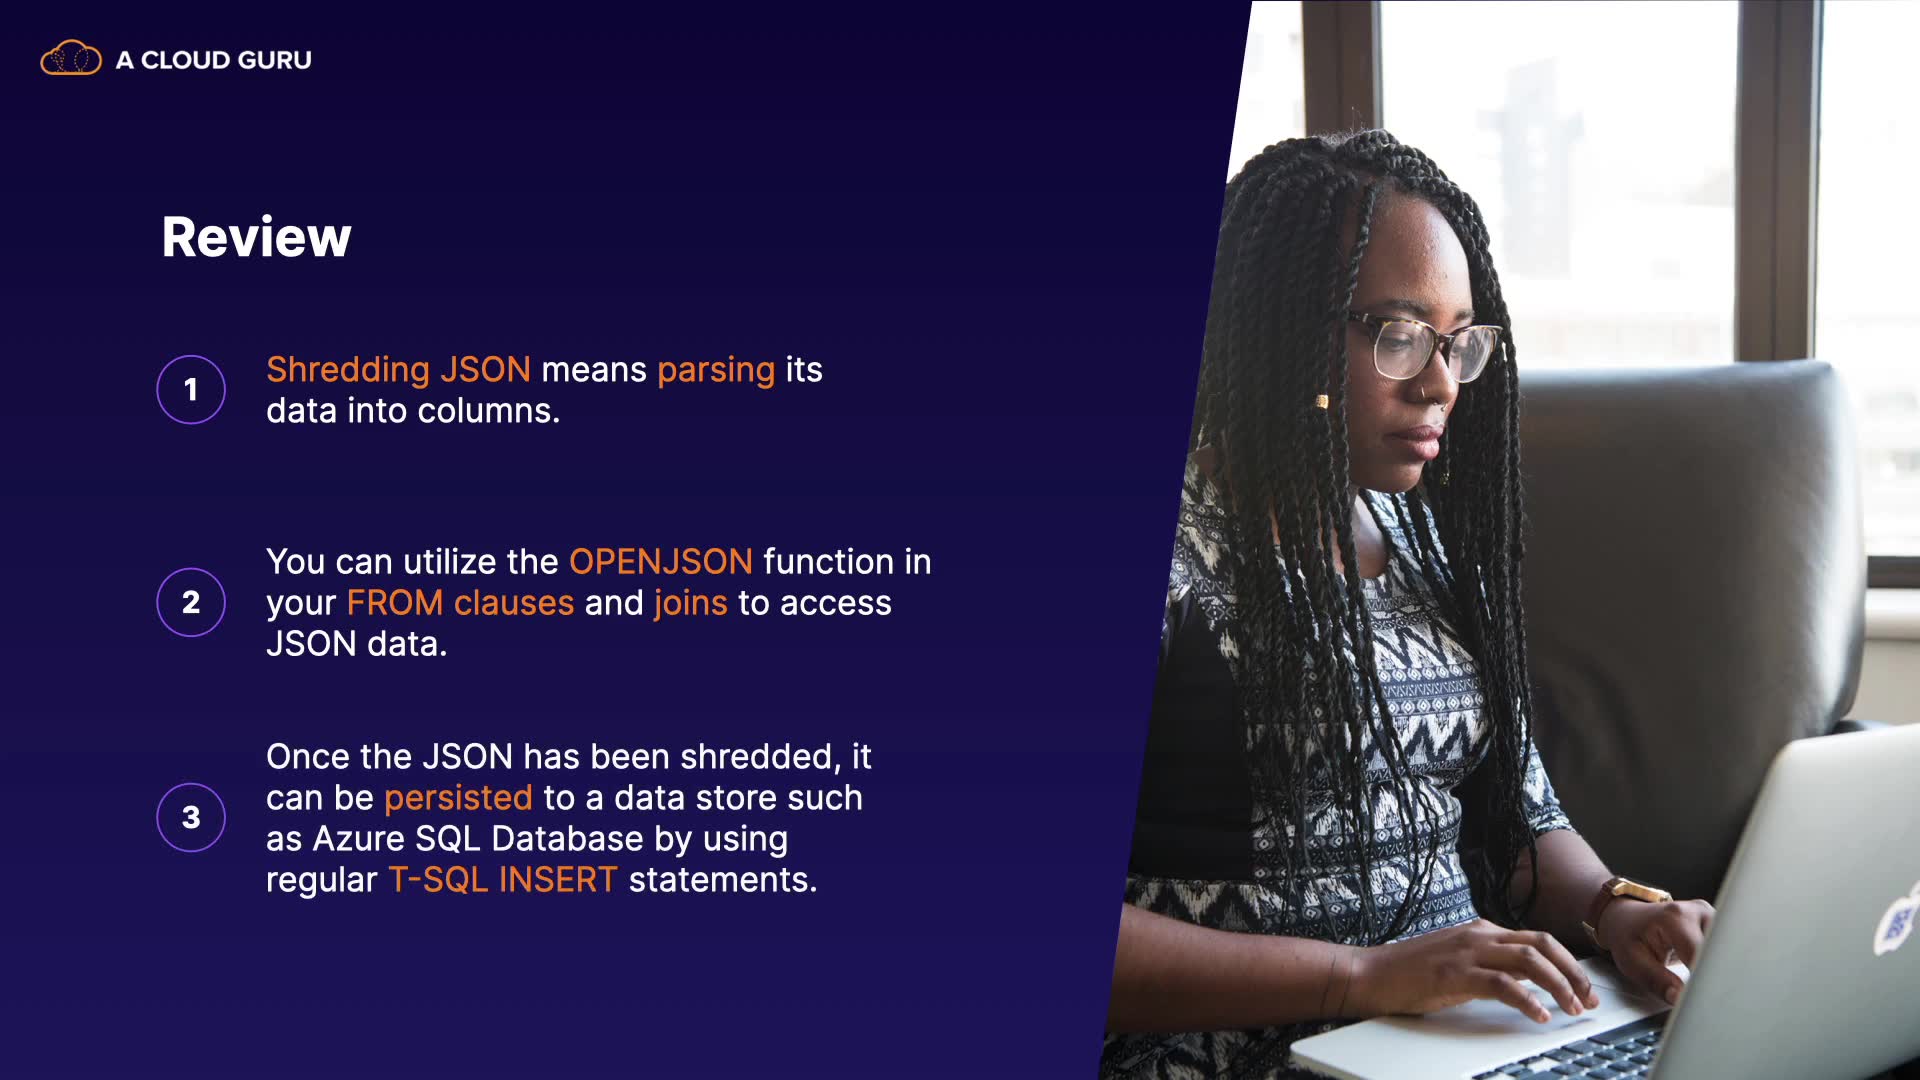 A CLOUD GURU
Review
1
Shredding JSON means parsing its
data into columns.
2
You can utilize the OPENJSON function in
your FROM clauses and joins to access
JSON data.
3
Once the JSON has been shredded, it
can be persisted to a data store such
as Azure SQL Database by using
regular T-SQL INSERT statements.